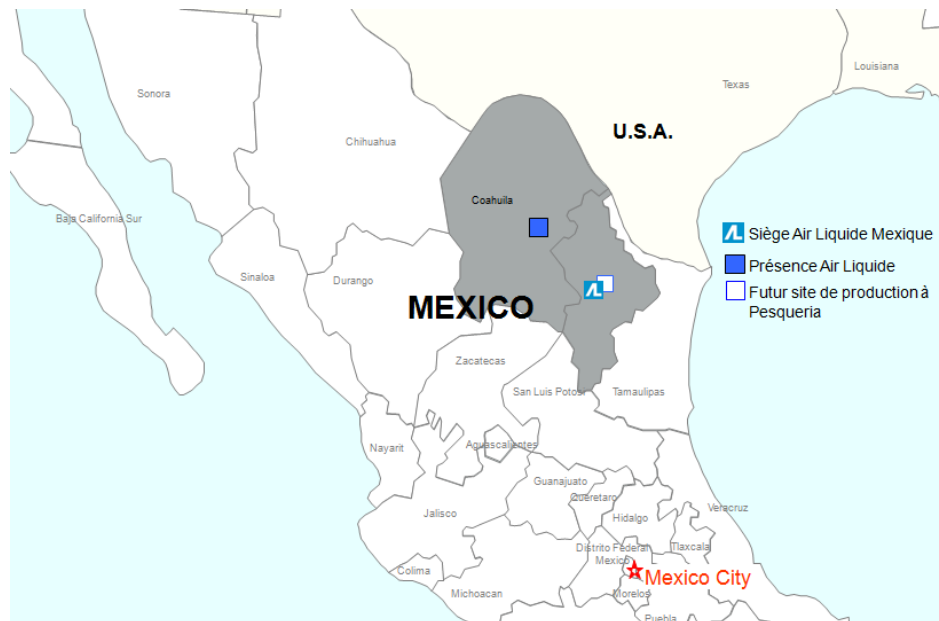 Louisiana
Texas
Sonora
U.S.A.
Chihuahua
Coahuila
Baja California Sur
Siège Air Liquide Mexique
Présence Air Liquide
Futur site de production à
Pesqueria
Sinaloa
Durango
MEXICO
Zacatecas
San Luis Potosi
Tamaulipas
Nayarit
Aguascalientes
Guanajuato
Queretaro
Veracruz
Jalisco
Hidalgo
Distrito Federal
Tlaxcala
Mexico
Colima
Mexico City
Michoacan
Morelos
Puebla